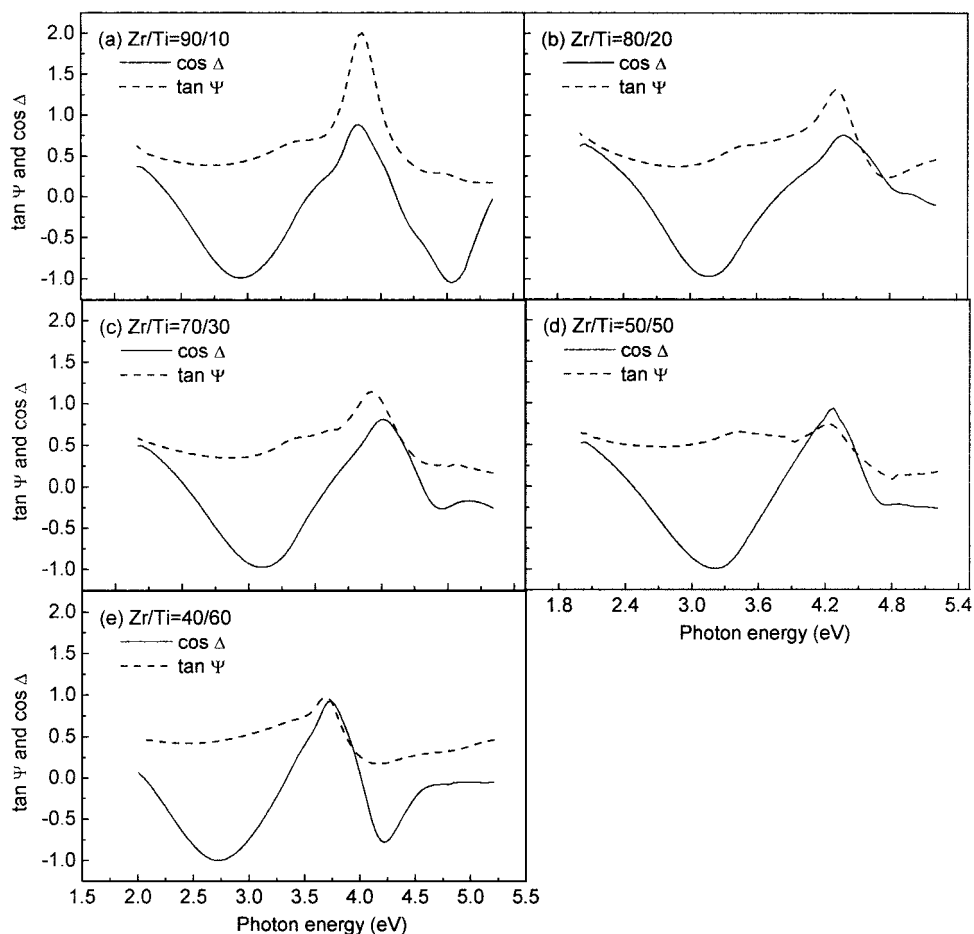 (a) Zr/Ti=90/10
cos Δ
tan Ψ
2.0
1.5
1.0
0.5
0.0
-0.5
-1.0
tan Ψ and cos Δ
(b) Zr/Ti=80/20
cos Δ
tan Ψ
(c) Zr/Ti=70/30
cos Δ
tan Ψ
2.0
1.5
1.0
0.5
0.0
-0.5
-1.0
tan Ψ and cos Δ
(d) Zr/Ti=50/50
cos Δ
tan Ψ
1.8 2.4 3.0 3.6 4.2 4.8 5.4
Photon energy (eV)
(e) Zr/Ti=40/60
cos Δ
tan Ψ
2.0
1.5
1.0
0.5
0.0
-0.5
-1.0
tan Ψ and cos Δ
1.5 2.0 2.5 3.0 3.5 4.0 4.5 5.0 5.5
Photon energy (eV)